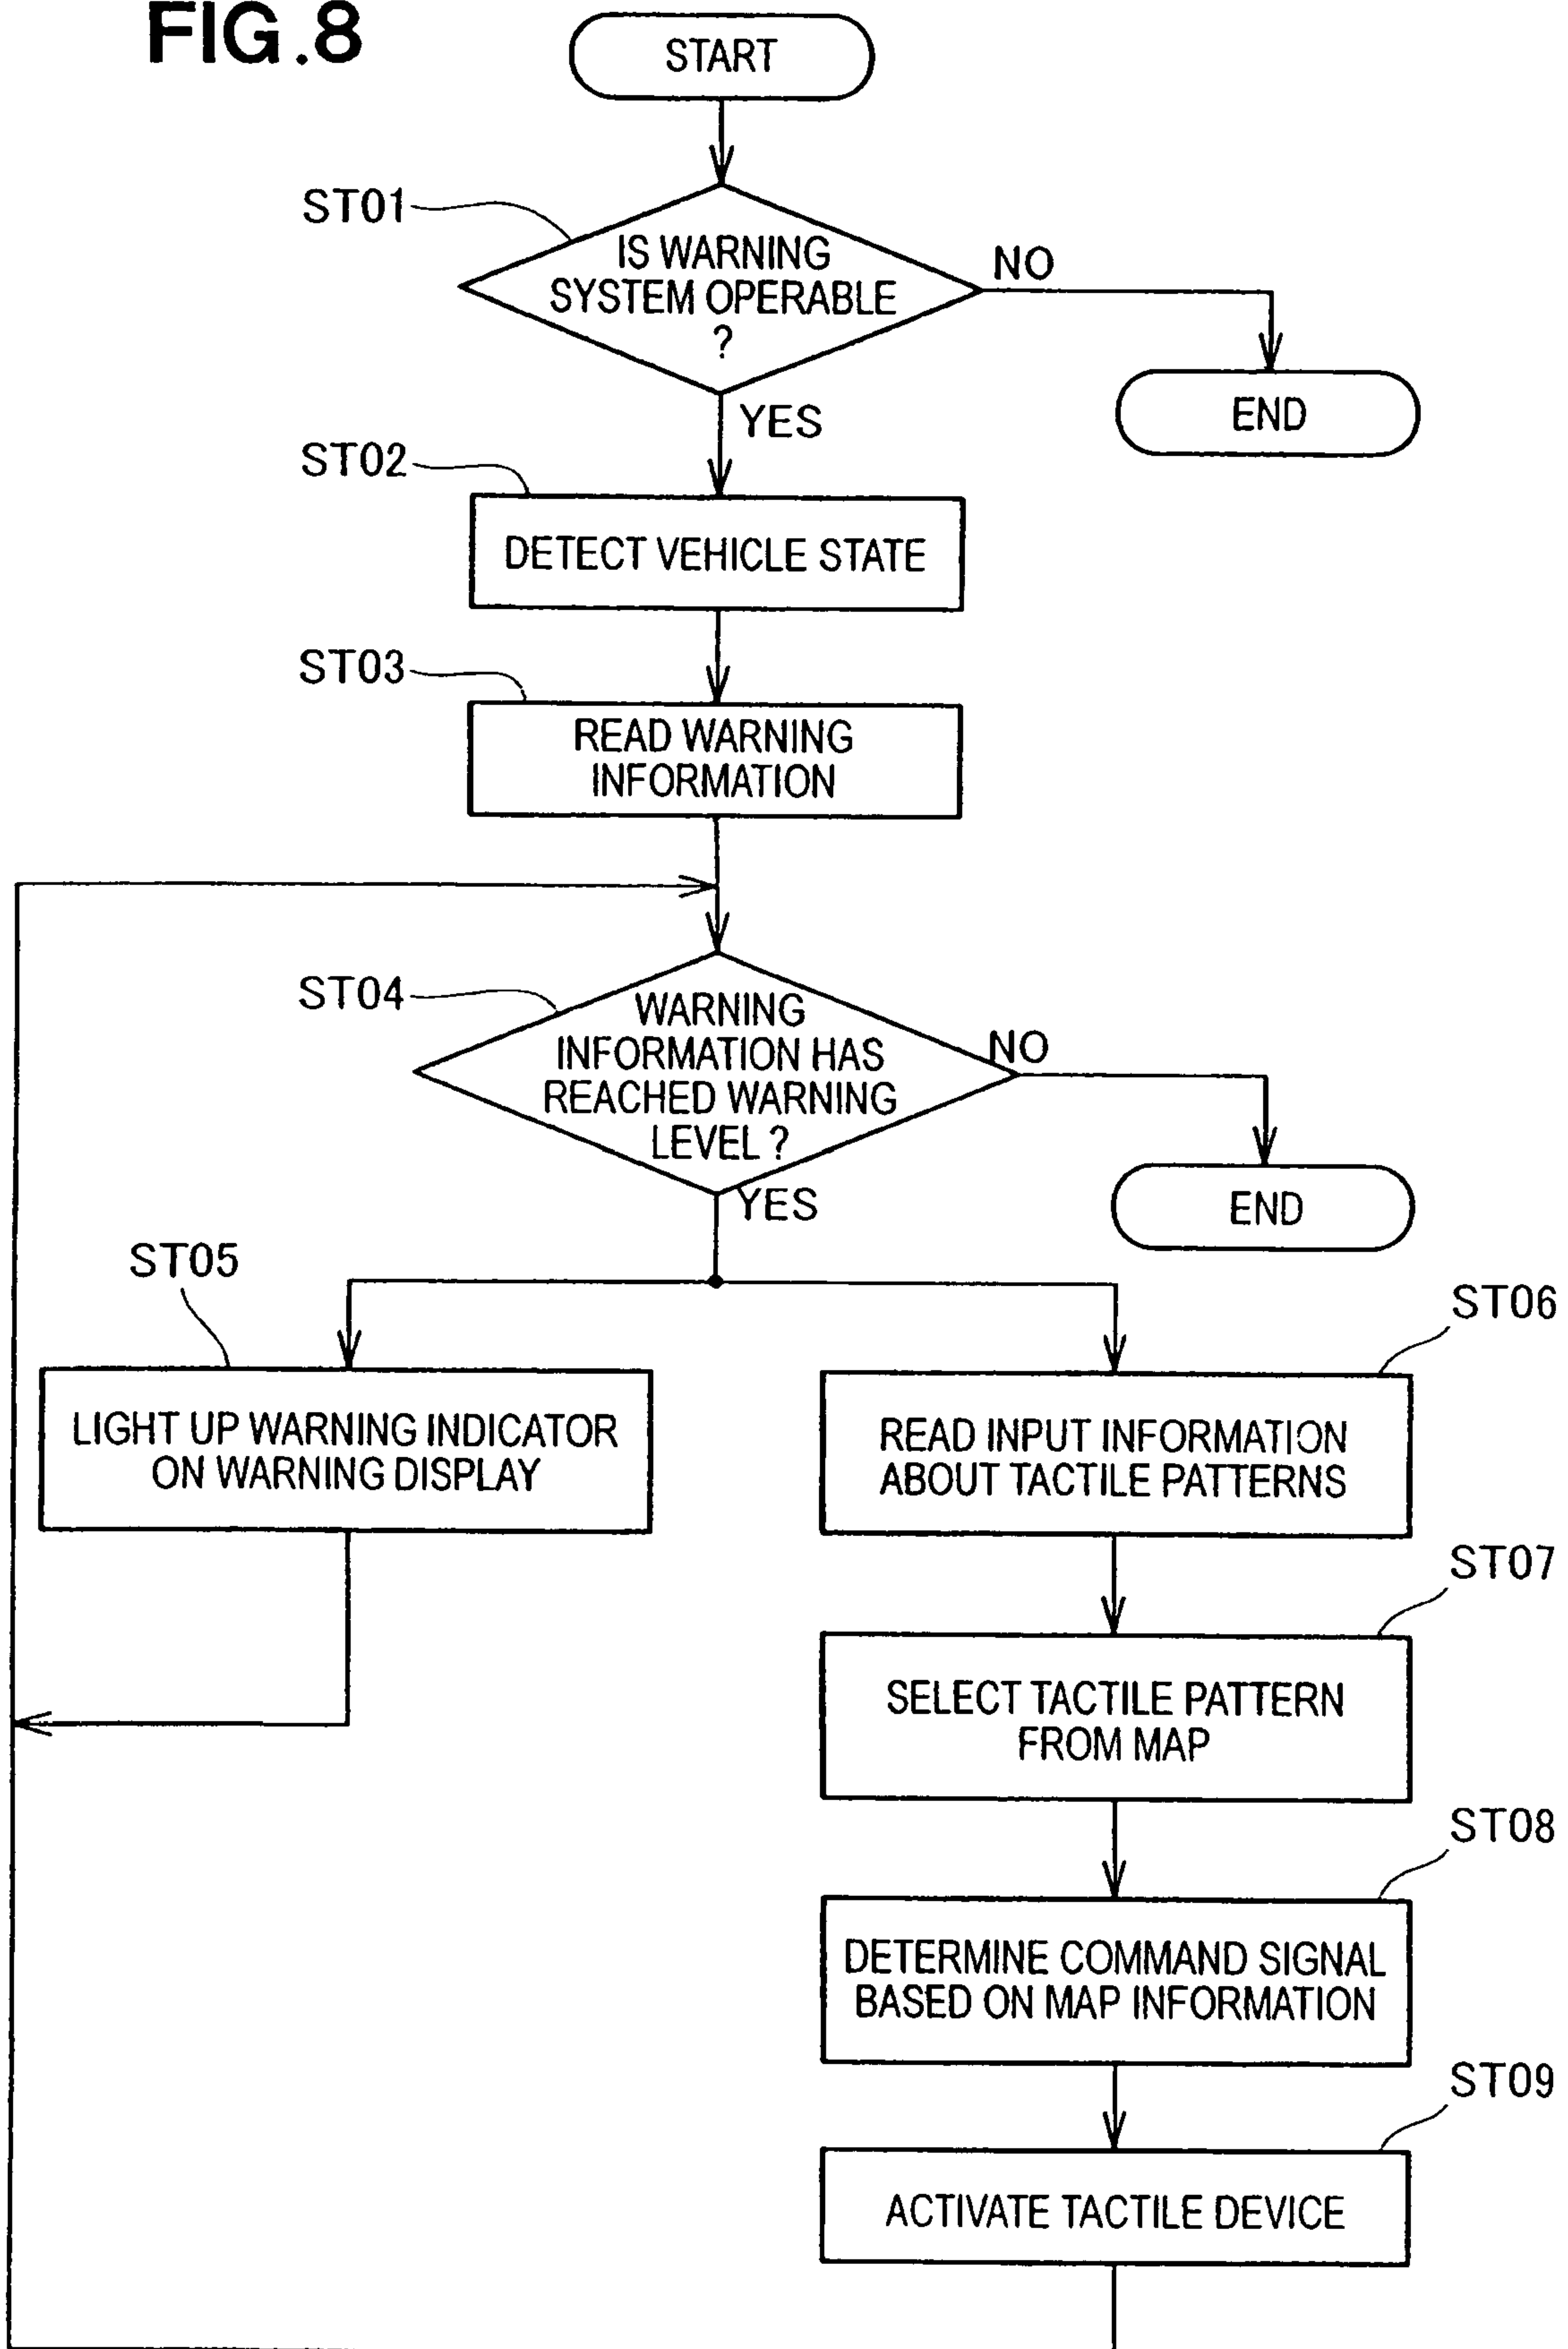 FIG.8
START
ST01
IS WARNING
SYSTEM OPERABLE
?
NO
END
YES
ST02
DETECT VEHICLE STATE
ST03
READ WARNING
INFORMATION
ST04
WARNING
INFORMATION HAS
REACHED WARNING
LEVEL ?
NO
END
YES
ST05
LIGHT UP WARNING INDICATOR
ON WARNING DISPLAY
ST06
READ INPUT INFORMATION
ABOUT TACTILE PATTERNS
ST07
SELECT TACTILE PATTERN
FROM MAP
ST08
DETERMINE COMMAND SIGNAL
BASED ON MAP INFORMATION
ST09
ACTIVATE TACTILE DEVICE